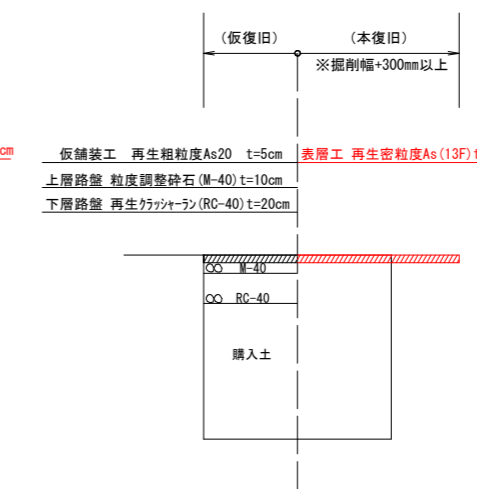 (仮復旧) (本復旧)
※掘削幅+300mm以上
cm
仮舗装工 再生粗粒度As20 t=5cm 表層工 再生密粒度As(13F)t
上層路盤 粒度調整砕石(M-40)t=10cm
下層路盤 再生クラッシャーラン(RC-40)t=20cm
M-40
RC-40
購入土